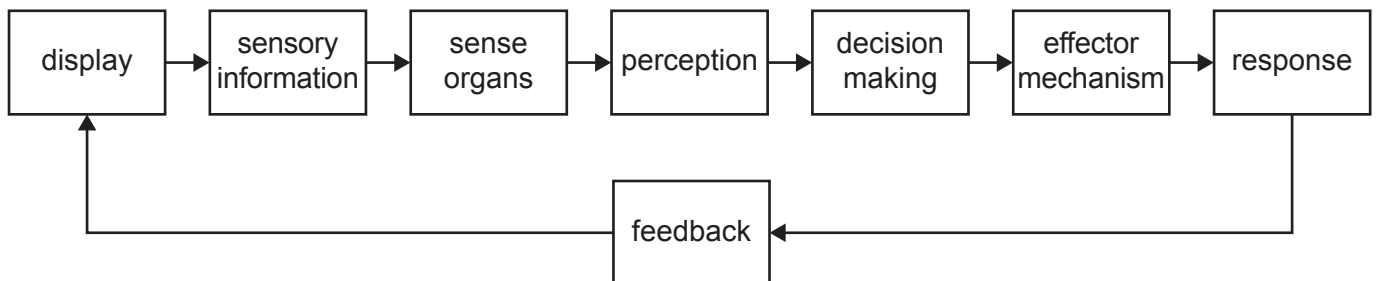 display
sensory
information
sense
organs
perception
decision
making
effector
mechanism
response
feedback